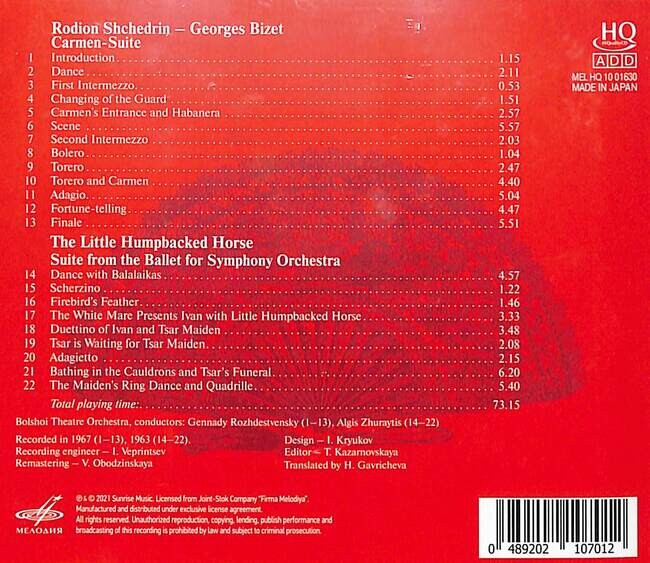 Rodion Shchedrin – Georges Bizet
Carmen-Suite
1 Introduction 1.15
2 Dance 2.11
3 First Intermezzo 0.53
4 Changing of the Guard 1.51
5 Carmen's Entrance and Habanera 2.57
6 Scene 5.57
7 Second Intermezzo 2.03
8 Bolero 1.04
9 Torero 2.47
10 Torero and Carmen 4.40
11 Adagio 5.04
12 Fortune-telling 4.47
13 Finale 5.51
The Little Humpbacked Horse
Suite from the Ballet for Symphony Orchestra
14 Dance with Balalaikas 4.57
15 Scherzino 1.22
16 Firebird's Feather 1.46
17 The White Mare Presents Ivan with Little Humpbacked Horse 3.33
18 Duettino of Ivan and Tsar Maiden 3.48
19 Tsar is Waiting for Tsar Maiden 2.08
20 Adagietto 2.15
21 Bathing in the Cauldrons and Tsar's Funeral 6.20
22 The Maiden's Ring Dance and Quadrille 5.40
Total playing time: 73.15
Bolshoi Theatre Orchestra, conductors: Gennady Rozhdestvensky (1–13), Algis Zhuraytis (14–22)
Recorded in 1967 (1–13), 1963 (14–22).
Recording engineer – I. Veprintsev
Remastering – V. Obodzinskaya
Design – I. Kryukov
Editor – T. Kazarnovskaya
Translated by H. Gavricheva
HQ
HiQualityCD
ADD
MEL HQ 10 01630
MADE IN JAPAN
МЕЛОДИЯ
℗ & © 2021 Sunrise Music. Licensed from Joint-Stok Company "Firma Melodiya".
Manufactured and distributed under exclusive license agreement.
All rights reserved. Unauthorized reproduction, copying, lending, publish performance and
broadcasting of this recording is prohibited by law and subject to criminal prosecution.
0 489202 107012